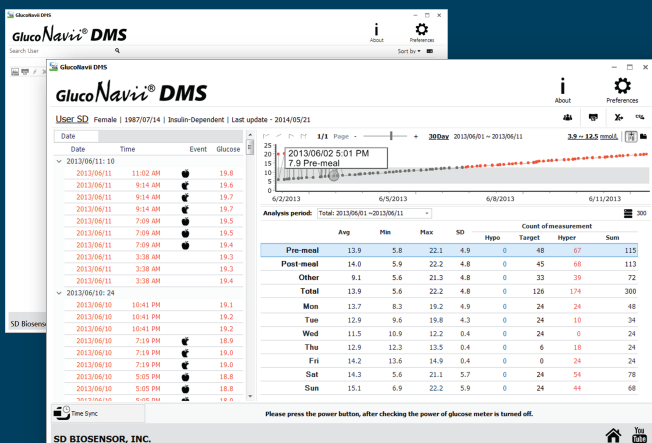 GlucoNavii DMS
GlucoNavii® DMS
About
Preferences
Search User
Sort by
SD Biosens
GlucoNavii DMS
GlucoNavii® DMS
About
Preferences
User SD Female | 1987/07/14 | Insulin-Dependent | Last update - 2014/05/21
Date
Date Time Event Glucose
2013/06/11: 10
2013/06/11 11:02 AM 19.8
2013/06/11 9:14 AM 19.6
2013/06/11 9:14 AM 19.7
2013/06/11 9:14 AM 19.7
2013/06/11 7:09 AM 19.5
2013/06/11 7:09 AM 19.5
2013/06/11 7:09 AM 19.4
2013/06/11 3:38 AM 19.3
2013/06/11 3:38 AM 19.3
2013/06/11 3:38 AM 19.4
2013/06/10: 24
2013/06/10 10:41 PM 19.1
2013/06/10 10:41 PM 19.2
2013/06/10 10:41 PM 19.2
2013/06/10 7:19 PM 18.9
2013/06/10 7:19 PM 19.0
2013/06/10 7:19 PM 19.0
2013/06/10 5:05 PM 18.8
2013/06/10 5:05 PM 18.9
2013/06/10 5:05 PM 19.0
1/1 Page - + 30Day 2013/06/01 ~ 2013/06/11 3.9 ~ 12.5 mmol/L
25
20
15
10
5
0
2013/06/02 5:01 PM
7.9 Pre-meal
6/2/2013 6/5/2013 6/8/2013 6/11/2013
Analysis period: Total: 2013/06/01 ~2013/06/11 300
Avg Min Max SD Count of measurement
Hypo Target Hyper Sum
Pre-meal 13.9 5.8 22.1 4.9 0 48 67 115
Post-meal 14.0 5.9 22.2 4.8 0 45 68 113
Other 9.1 5.6 21.3 4.8 0 33 39 72
Total 13.9 5.6 22.2 4.8 0 126 174 300
Mon 13.7 8.3 19.2 4.9 0 24 24 48
Tue 12.9 9.6 19.8 4.3 0 24 10 34
Wed 11.5 10.9 12.2 0.4 0 24 0 24
Thu 12.9 12.3 13.5 0.4 0 6 18 24
Fri 14.2 13.6 14.9 0.4 0 0 24 24
Sat 14.3 5.6 21.1 5.7 0 24 54 78
Sun 15.1 6.9 22.2 5.9 0 24 44 68
Time Sync
Please press the power button, after checking the power of glucose meter is turned off.
SD BIOSENSOR, INC.
You
Tube